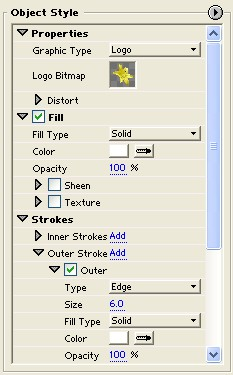 Object Style
Properties
Graphic Type Logo
Logo Bitmap
Distort
Fill
Fill Type Solid
Color
Opacity 100 %
Sheen
Texture
Strokes
Inner Strokes Add
Outer Stroke Add
Outer
Type Edge
Size 6.0
Fill Type Solid
Color
Opacity 100 %